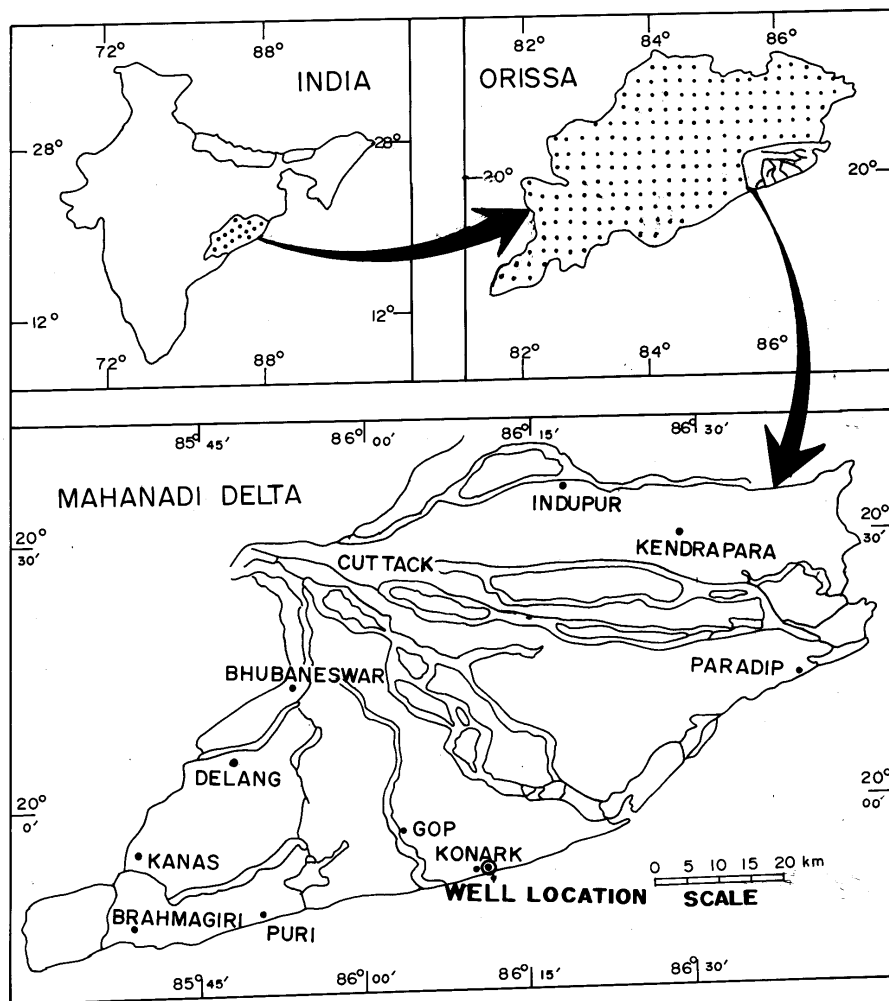 72° 88°
INDIA
28° 28°
12° 12°
72° 88°
82° 84° 86°
ORISSA
20° 20°
82° 84° 86°
85° 45' 86° 00' 86° 15' 86° 30'
MAHANADI DELTA
INDUPUR
20° 30' 20° 30'
KENDRAPARA
CUTTACK
BHUBANESWAR
PARADIP
DELANG
20° 0' 20° 00'
GOP
KONARK
KANAS
0 5 10 15 20 km
WELL LOCATION SCALE
BRAHMAGIRI
PURI
85° 45' 86° 00' 86° 15' 86° 30'